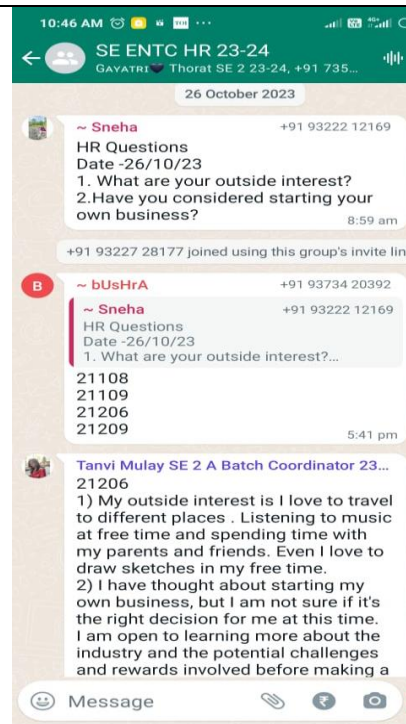 10:46 AM
SE ENTC HR 23-24
GAYATRI🖤 Thorat SE 2 23-24, +91 735...
26 October 2023
~ Sneha +91 93222 12169
HR Questions
Date -26/10/23
1. What are your outside interest?
2.Have you considered starting your
own business?
8:59 am
+91 93227 28177 joined using this group's invite lin
B
~ bUsHrA +91 93734 20392
~ Sneha +91 93222 12169
HR Questions
Date -26/10/23
1. What are your outside interest?...
21108
21109
21206
21209
5:41 pm
Tanvi Mulay SE 2 A Batch Coordinator 23...
21206
1) My outside interest is I love to travel
to different places . Listening to music
at free time and spending time with
my parents and friends. Even I love to
draw sketches in my free time.
2) I have thought about starting my
own business, but I am not sure if it's
the right decision for me at this time.
I am open to learning more about the
industry and the potential challenges
and rewards involved before making a
Message